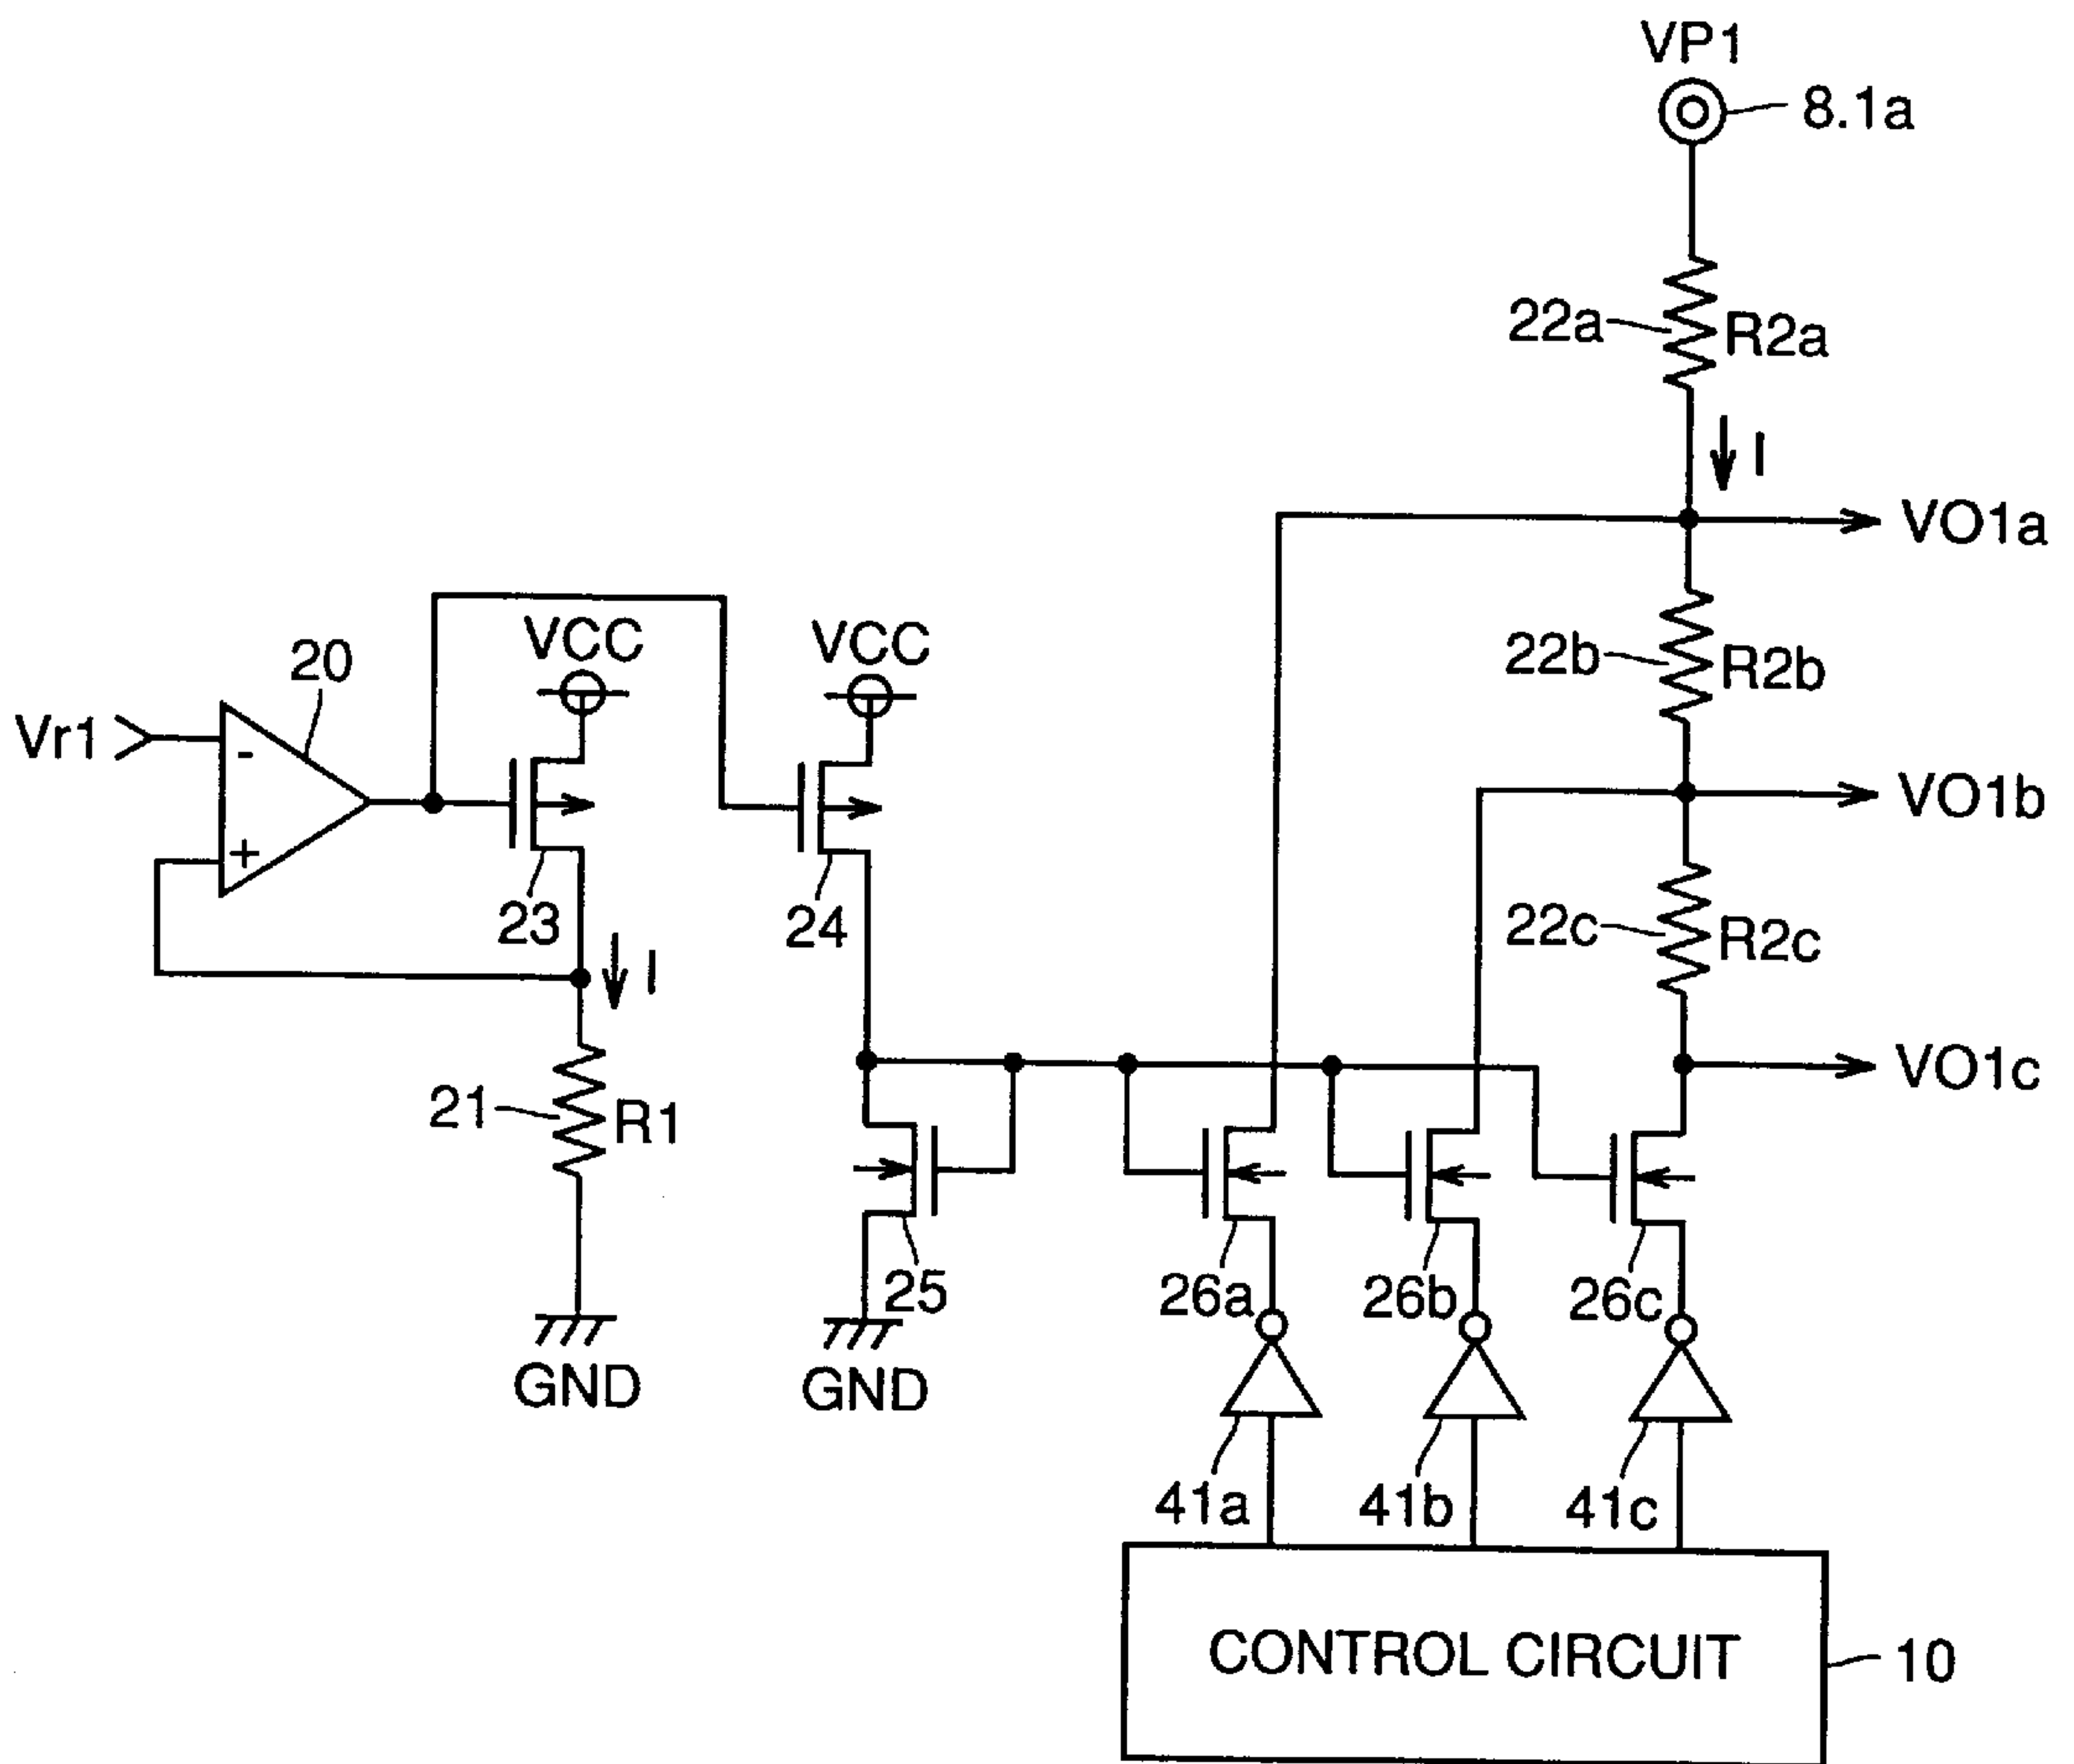 VP1
8.1a
22a
R2a
I
VO1a
20
VCC
VCC
22b
R2b
Vr1
-
+
VO1b
23
24
22c
R2c
I
VO1c
21
R1
25
26a
26b
26c
GND
GND
41a
41b
41c
CONTROL CIRCUIT
10